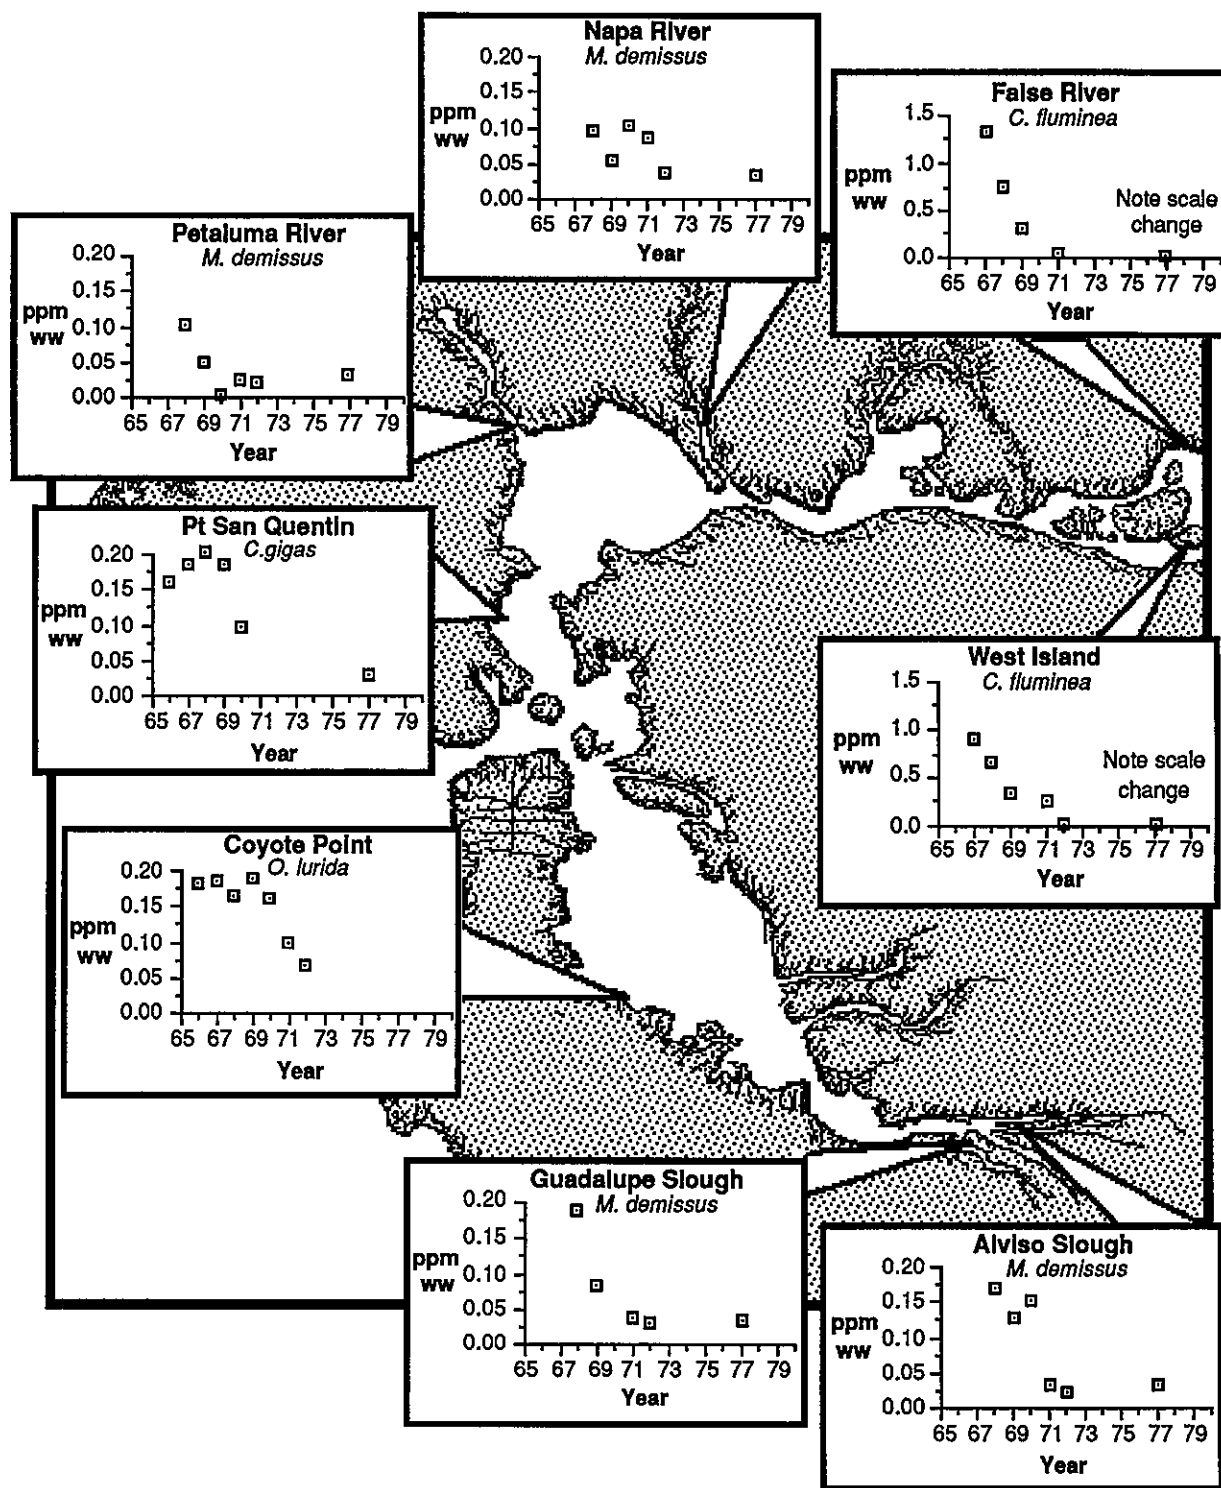 Napa River
M. demissus
0.20
0.15
ppm
0.10
ww
0.05
0.00
65 67 69 71 73 75 77 79
Year
False River
C. fluminea
1.5
1.0
ppm
ww
0.5
Note scale
change
0.0
65 67 69 71 73 75 77 79
Year
Petaluma River
M. demissus
0.20
0.15
ppm
0.10
ww
0.05
0.00
65 67 69 71 73 75 77 79
Year
Pt San Quentin
C.gigas
0.20
0.15
ppm
0.10
ww
0.05
0.00
65 67 69 71 73 75 77 79
Year
West Island
C. fluminea
1.5
1.0
ppm
ww
0.5
Note scale
change
0.0
65 67 69 71 73 75 77 79
Year
Coyote Point
O. lurida
0.20
0.15
ppm
0.10
ww
0.05
0.00
65 67 69 71 73 75 77 79
Year
Guadalupe Slough
M. demissus
0.20
0.15
ppm
0.10
ww
0.05
0.00
65 67 69 71 73 75 77 79
Year
Alviso Slough
M. demissus
0.20
0.15
ppm
0.10
ww
0.05
0.00
65 67 69 71 73 75 77 79
Year